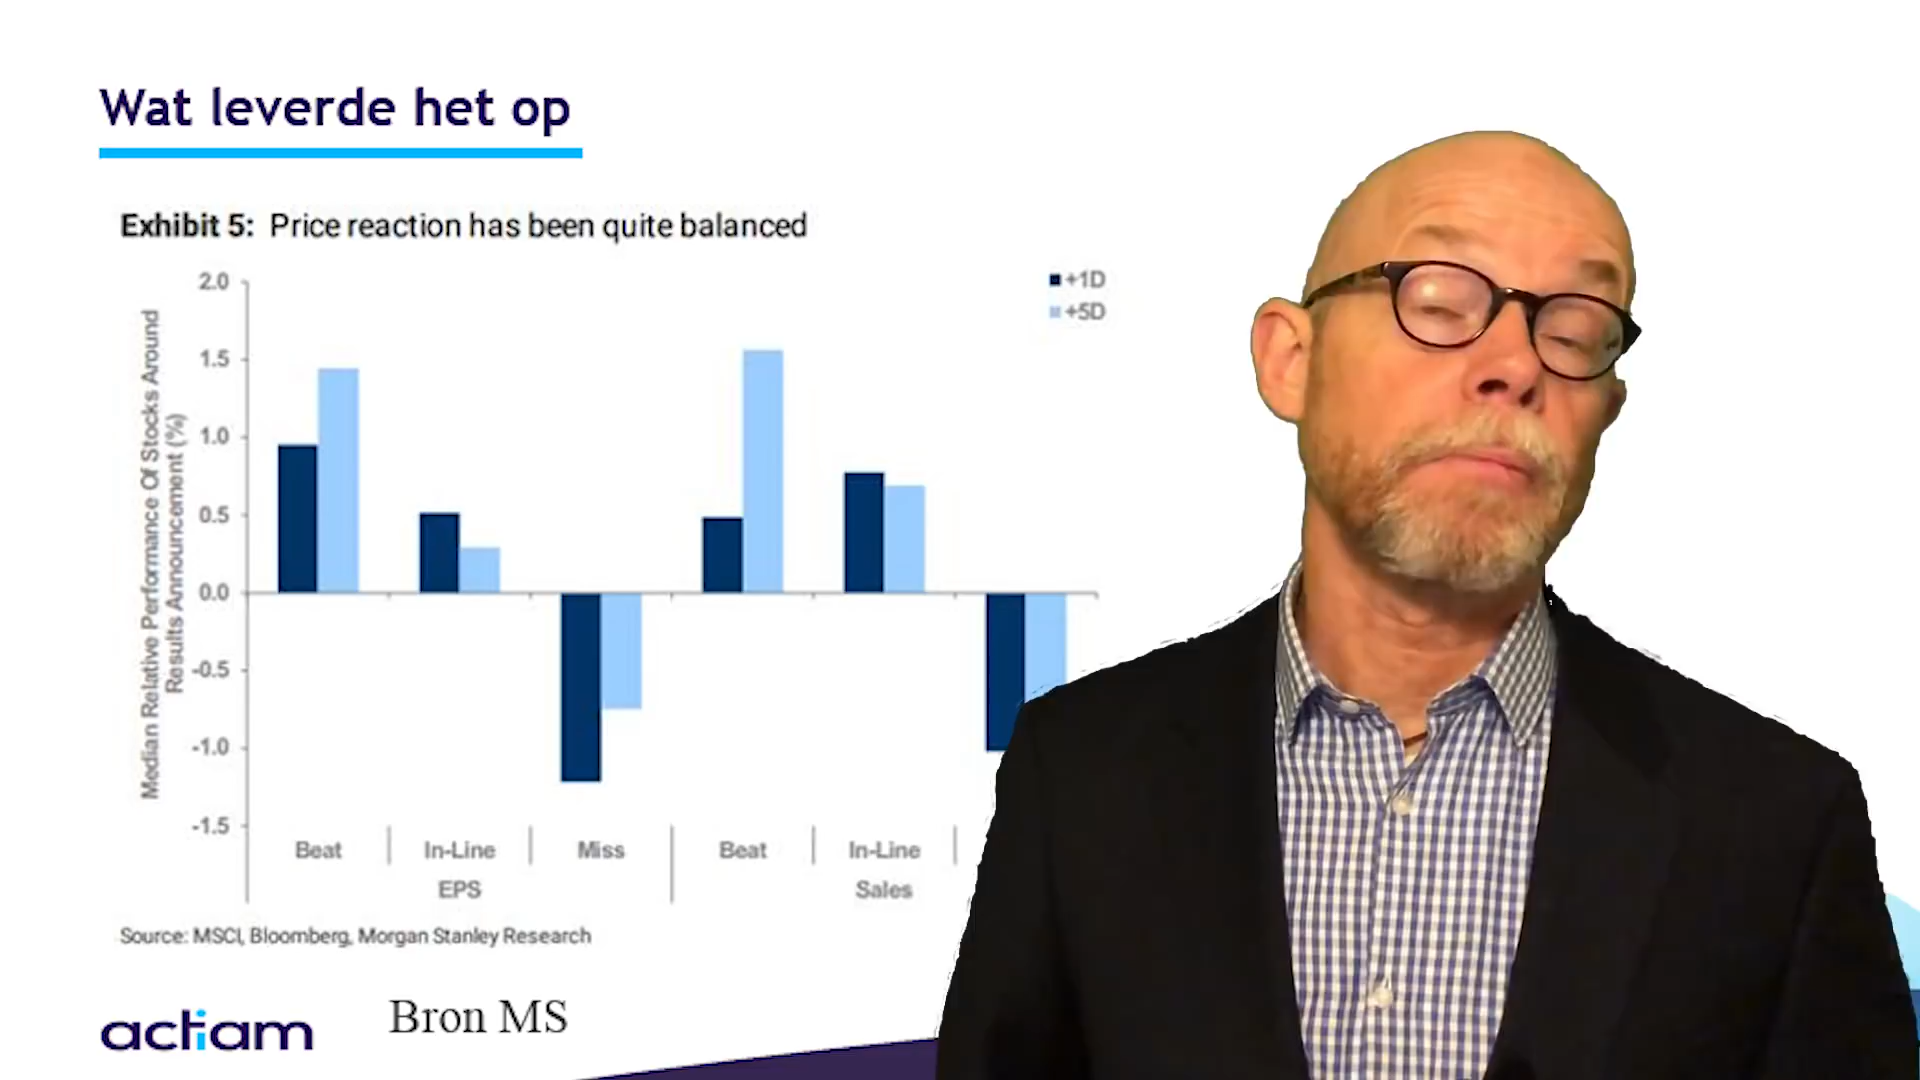 Wat leverde het op
Exhibit 5: Price reaction has been quite balanced
+1D
+5D
Median Relative Performance Of Stocks Around
Results Announcement (%)
2.0
1.5
1.0
0.5
0.0
-0.5
-1.0
-1.5
Beat In-Line Miss Beat In-Line
EPS Sales
Source: MSCI, Bloomberg, Morgan Stanley Research
actiam
Bron MS